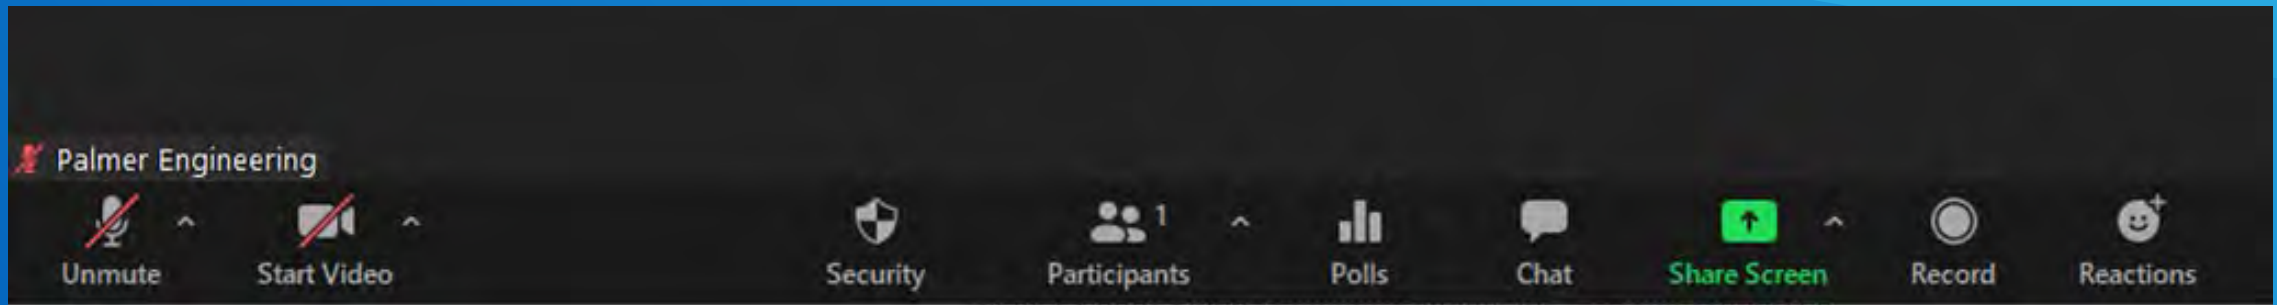 Palmer Engineering
1
Unmute Start Video Security Participants Polls Chat Share Screen Record Reactions